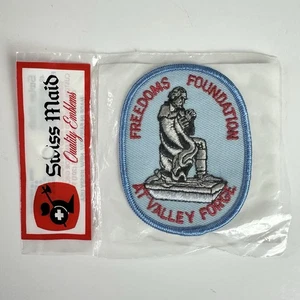 Swiss Maid
Quality Emblems
FREEDOMS FOUNDATION
AT VALLEY FORGE